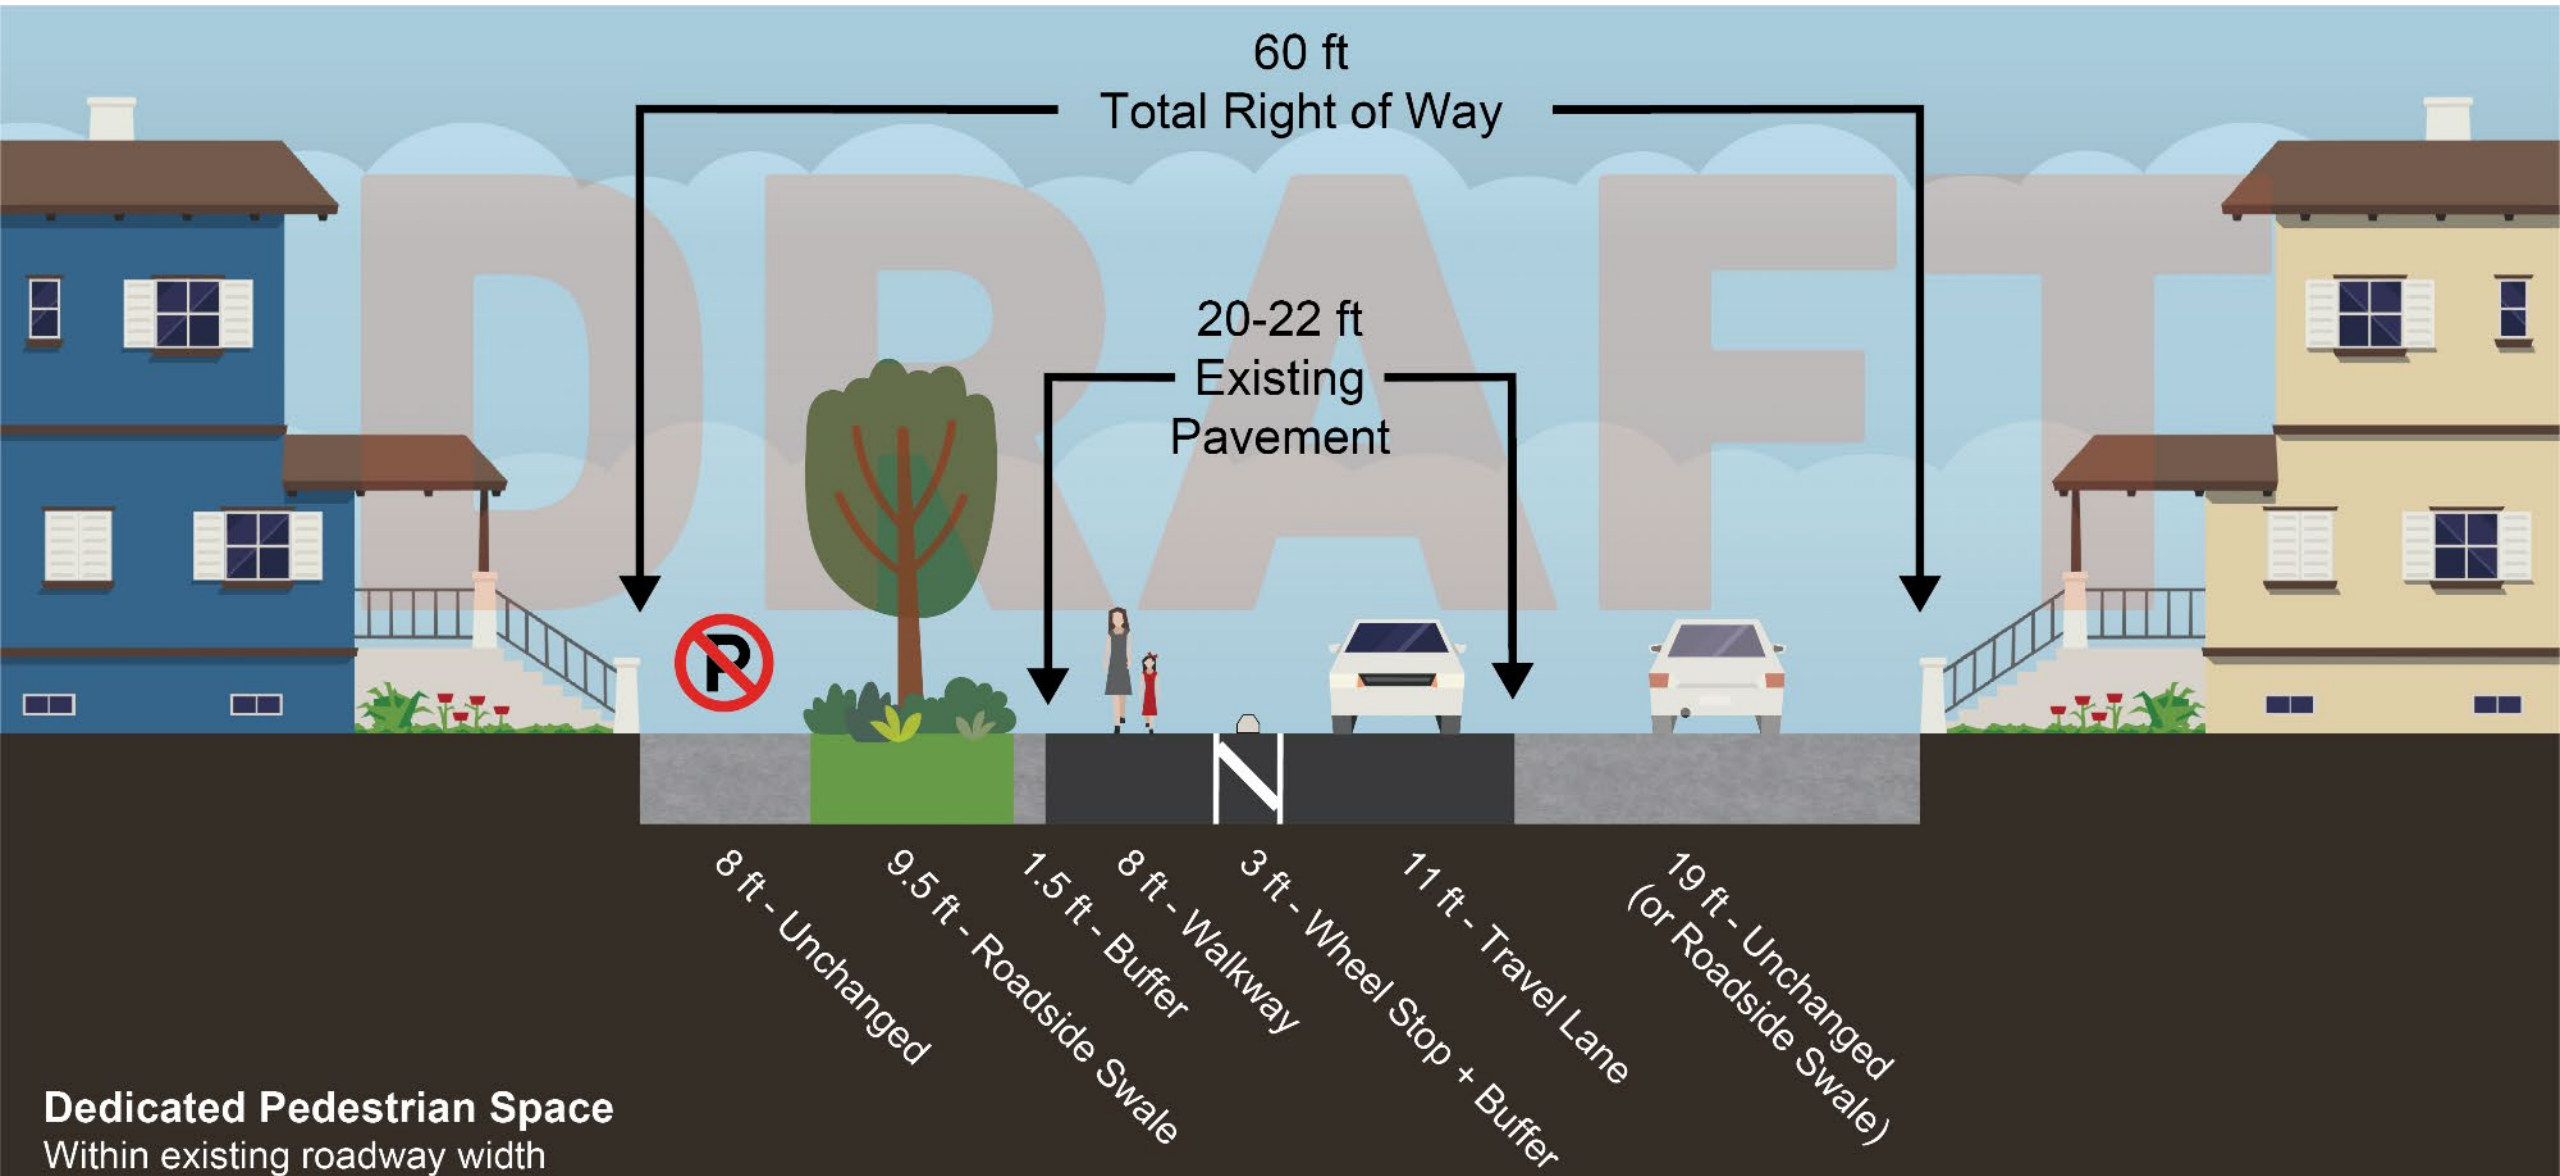 60 ft
Total Right of Way
DRAFT
20-22 ft
Existing
Pavement
P
8 ft - Unchanged
9.5 ft - Roadside Swale
1.5 ft - Buffer
8 ft - Walkway
3 ft - Wheel Stop + Buffer
11 ft - Travel Lane
19 ft - Unchanged
(or Roadside Swale)
Dedicated Pedestrian Space
Within existing roadway width